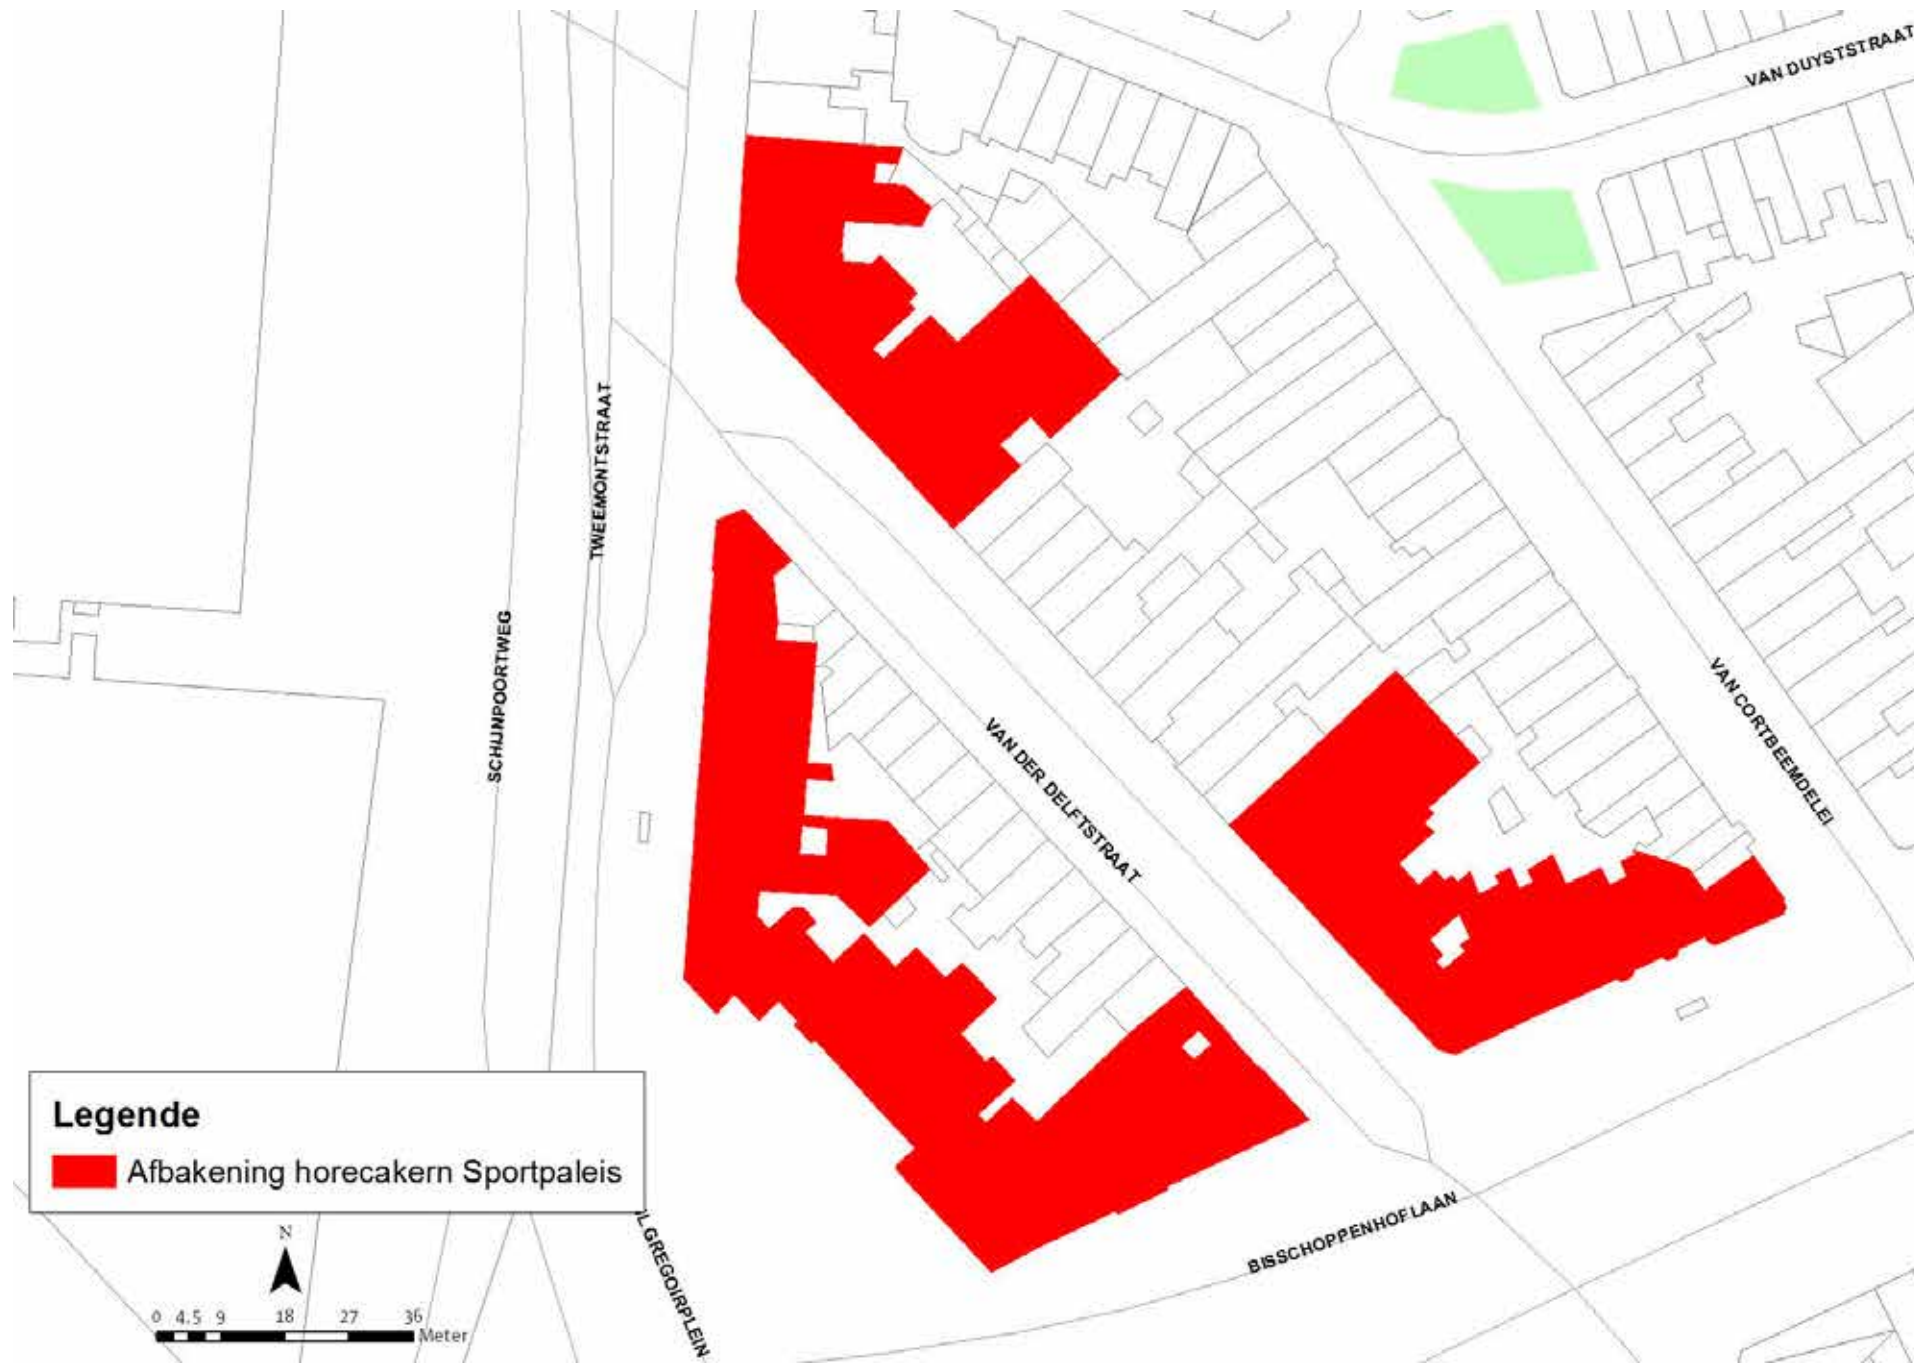 VAN DUYSTSTRAAT
TWEEMONTSTRAAT
SCHIJNPOORTWEG
VAN DER DELFTSTRAAT
VAN CORTBEEMDELEI
BISSCHOPPENHOFLAAN
GREGOIRPLEIN
Legende
Afbakening horecakern Sportpaleis
N
0 4.5 9 18 27 36
Meter